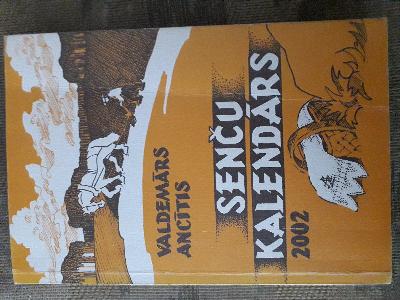 VALDEMĀRS
ANCĪTIS
SENČU
KALENDĀRS
2002